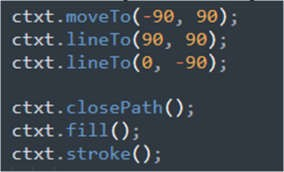 ctxt.moveTo(-90, 90);
ctxt.lineTo(90, 90);
ctxt.lineTo(0, -90);
ctxt.closePath();
ctxt.fill();
ctxt.stroke();